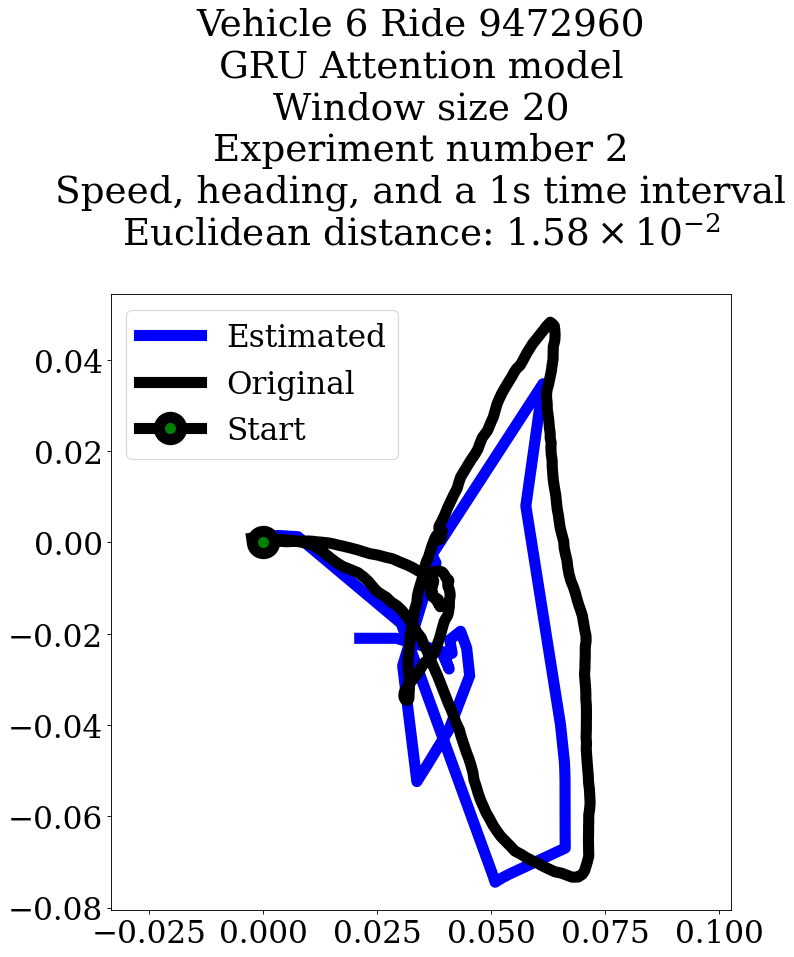 Vehicle 6 Ride 9472960
GRU Attention model
Window size 20
Experiment number 2
Speed, heading, and a 1s time interval
Euclidean distance: 1.58 × 10⁻²
Estimated
Original
Start
0.04
0.02
0.00
−0.02
−0.04
−0.06
−0.08
−0.025 0.000 0.025 0.050 0.075 0.100